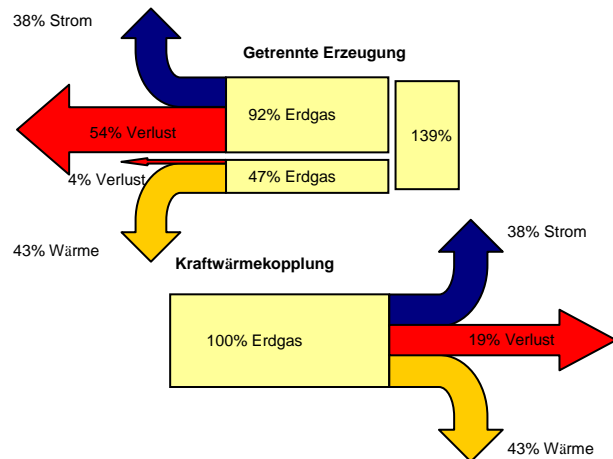 38% Strom
Getrennte Erzeugung
92% Erdgas
54% Verlust
139%
47% Erdgas
4% Verlust
43% Wärme
Kraftwärmekopplung
38% Strom
100% Erdgas
19% Verlust
43% Wärme